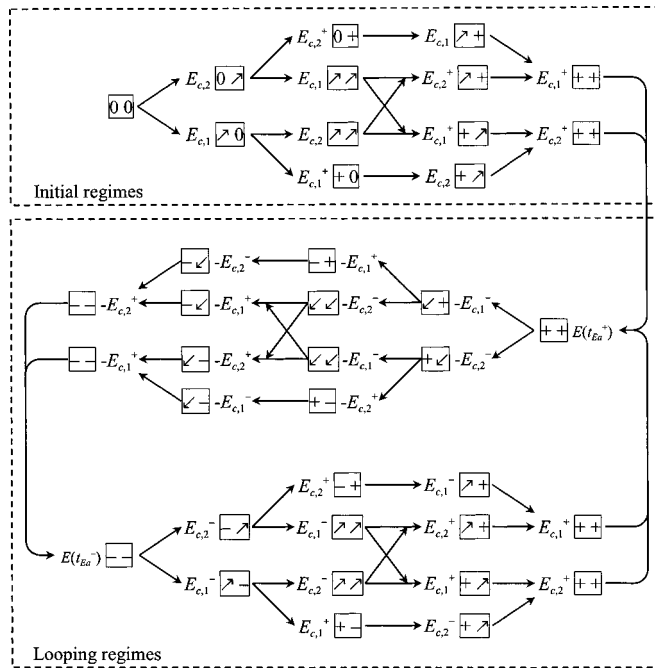 E_{c,2}^{+} 0 + E_{c,1} ↗ +
E_{c,2} 0 ↗ E_{c,1} ↗ ↗ E_{c,2}^{+} ↗ + E_{c,1}^{+} + +
0 0
E_{c,1} ↗ 0 E_{c,2} ↗ ↗ E_{c,1}^{+} + ↗ E_{c,2}^{+} + +
E_{c,1}^{+} + 0 E_{c,2} + ↗
Initial regimes
− ↙ -E_{c,2}^{−} − + -E_{c,1}^{+}
− − -E_{c,2}^{+} − ↙ -E_{c,1}^{+} ↙ ↙ -E_{c,2}^{−} ↙ + -E_{c,1}^{−}
+ + E(t_{Ea}^{+})
− − -E_{c,1}^{+} ↙ − -E_{c,2}^{+} ↙ ↙ -E_{c,1}^{−} + ↙ -E_{c,2}^{−}
↙ − -E_{c,1}^{−} + − -E_{c,2}^{+}
E_{c,2}^{+} − + E_{c,1}^{−} ↗ +
E_{c,2}^{−} − ↗ E_{c,1}^{−} ↗ ↗ E_{c,2}^{+} ↗ + E_{c,1}^{+} + +
E(t_{Ea}^{−}) − −
E_{c,1}^{−} ↗ − E_{c,2}^{−} ↗ ↗ E_{c,1}^{+} + ↗ E_{c,2}^{+} + +
E_{c,1}^{+} + − E_{c,2}^{−} + ↗
Looping regimes